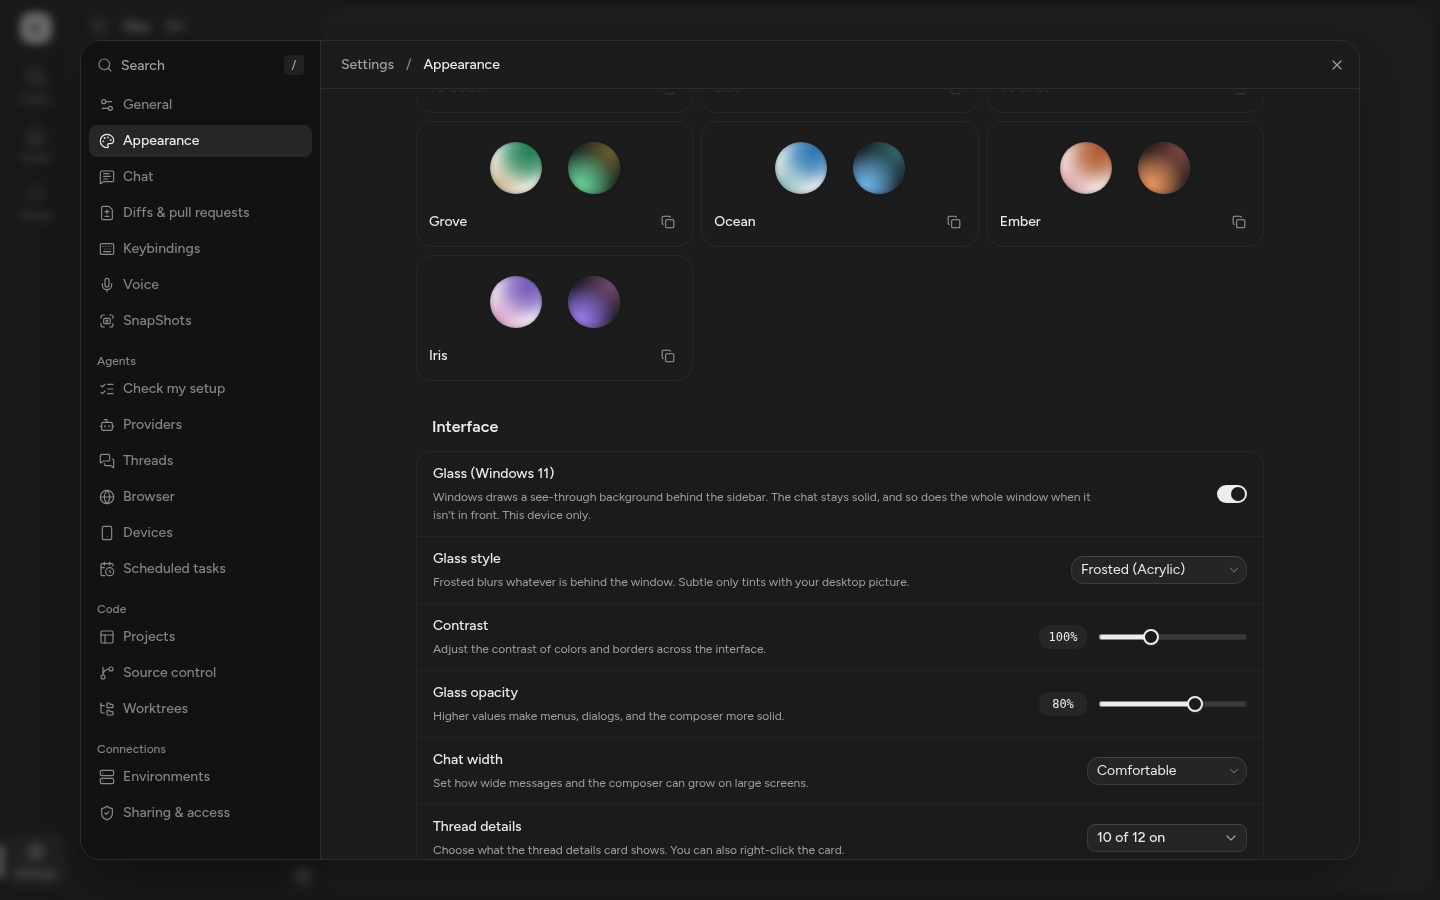 Search
/
General
Appearance
Chat
Diffs & pull requests
Keybindings
Voice
SnapShots
Agents
Check my setup
Providers
Threads
Browser
Devices
Scheduled tasks
Code
Projects
Source control
Worktrees
Connections
Environments
Sharing & access
Settings / Appearance
Grove
Ocean
Ember
Iris
Interface
Glass (Windows 11)
Windows draws a see-through background behind the sidebar. The chat stays solid, and so does the whole window when it
isn't in front. This device only.
Glass style
Frosted blurs whatever is behind the window. Subtle only tints with your desktop picture.
Frosted (Acrylic)
Contrast
Adjust the contrast of colors and borders across the interface.
100%
Glass opacity
Higher values make menus, dialogs, and the composer more solid.
80%
Chat width
Set how wide messages and the composer can grow on large screens.
Comfortable
Thread details
Choose what the thread details card shows. You can also right-click the card.
10 of 12 on